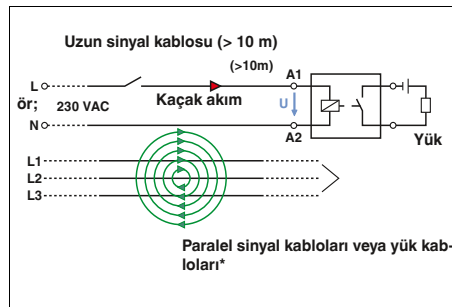 Uzun sinyal kablosu (> 10 m)
(>10m)
A1
L
Kaçak akım
U
ör;
230 VAC
N
A2
Yük
L1
L2
L3
Paralel sinyal kabloları veya yük kab-
loları*